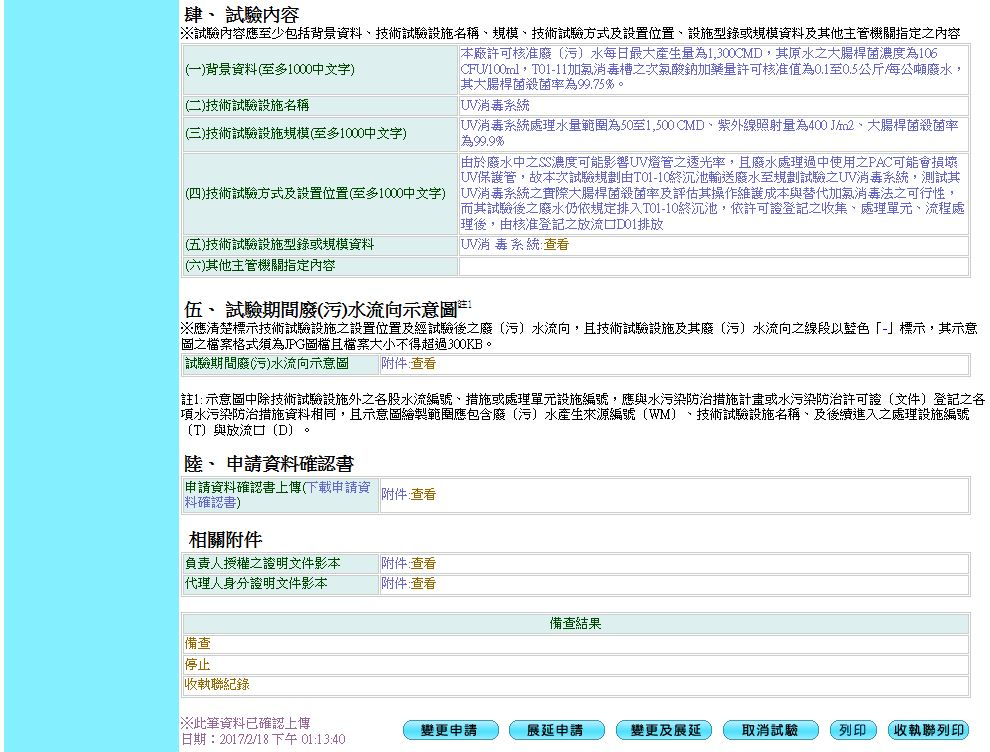 肆、 試驗內容
※試驗內容應至少包括背景資料、技術試驗設施名稱、規模、試驗方式及設置位置、設施型錄或規模資料及其他主管機關指定之內容
(一)背景資料(至多1000中文字)
本廠許可核准廢〔污〕水每日最大產生量為1,300CMD，其原水之大腸桿菌濃度為106
CFU/100ml，T01-11加氯消毒槽之次氯酸鈉加藥量許可核准值為0.1至0.5公斤/每公噸廢水，
其大腸桿菌殺菌率為99.75%。
(二)技術試驗設施名稱
UV消毒系統
(三)技術試驗設施規模(至多1000中文字)
UV消毒系統處理水量範圍為50至1,500 CMD、紫外線照射量為400 J/m2、大腸桿菌殺菌率
為99.9%
(四)技術試驗方式及設置位置(至多1000中文字)
由於廢水中之SS濃度可能影響UV燈管之透光率，且廢水處理過中使用之PAC可能會損壞
UV保護管，故本次試驗規劃由T01-10終沉池輸送廢水至規劃試驗之UV消毒系統，測試其
UV消毒系統之實際大腸桿菌殺菌率及評估其操作維護成本與替代加氯消毒法之可行性，
而其試驗後之廢水仍依規定排入T01-10終沉池，依許可證登記之收集、處理單元、流程處
理後，由核准登記之放流口D01排放
(五)技術試驗設施型錄或規模資料
UV消 毒 系 統:查看
(六)其他主管機關指定內容
伍、 試驗期間廢(污)水流向示意圖註1
※應清楚標示技術試驗設施之設置位置及經試驗後之廢〔污〕水流向，且技術試驗設施及其廢〔污〕水流向之線段以藍色「-」標示，其示意
圖之檔案格式須為JPG圖檔且檔案大小不得超過300KB。
試驗期間廢(污)水流向示意圖
附件:查看
註1: 示意圖中除技術試驗設施外之各股水流編號、措施或處理單元設施編號，應與水污染防治措施計畫或水污染防治許可證〔文件〕登記之各
項水污染防治措施資料相同，且示意圖繪製範圍應包含廢〔污〕水產生來源編號〔WM〕、技術試驗設施名稱、及後續進入之處理設施編號
〔T〕與放流口〔D〕。
陸、 申請資料確認書
申請資料確認書上傳(下載申請資
料確認書)
附件:查看
相關附件
負責人授權之證明文件影本
附件:查看
代理人身分證明文件影本
附件:查看
備查結果
備查
停止
收執聯紀錄
※此筆資料已確認上傳
日期：2017/2/18 下午 01:13:40
變更申請
展延申請
變更及展延
取消試驗
列印
收執聯列印